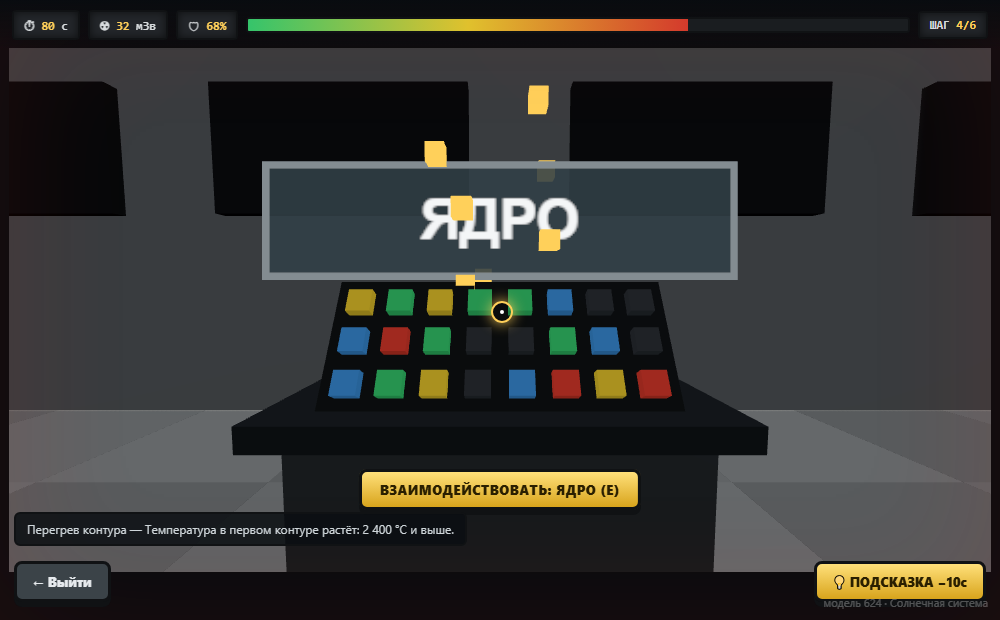 80 с
32 мЗв
68%
ШАГ 4/6
ЯДРО
ВЗАИМОДЕЙСТВОВАТЬ: ЯДРО (E)
Перегрев контура — Температура в первом контуре растёт: 2 400 °C и выше.
← Выйти
ПОДСКАЗКА −10с
модель 624 · Солнечная система